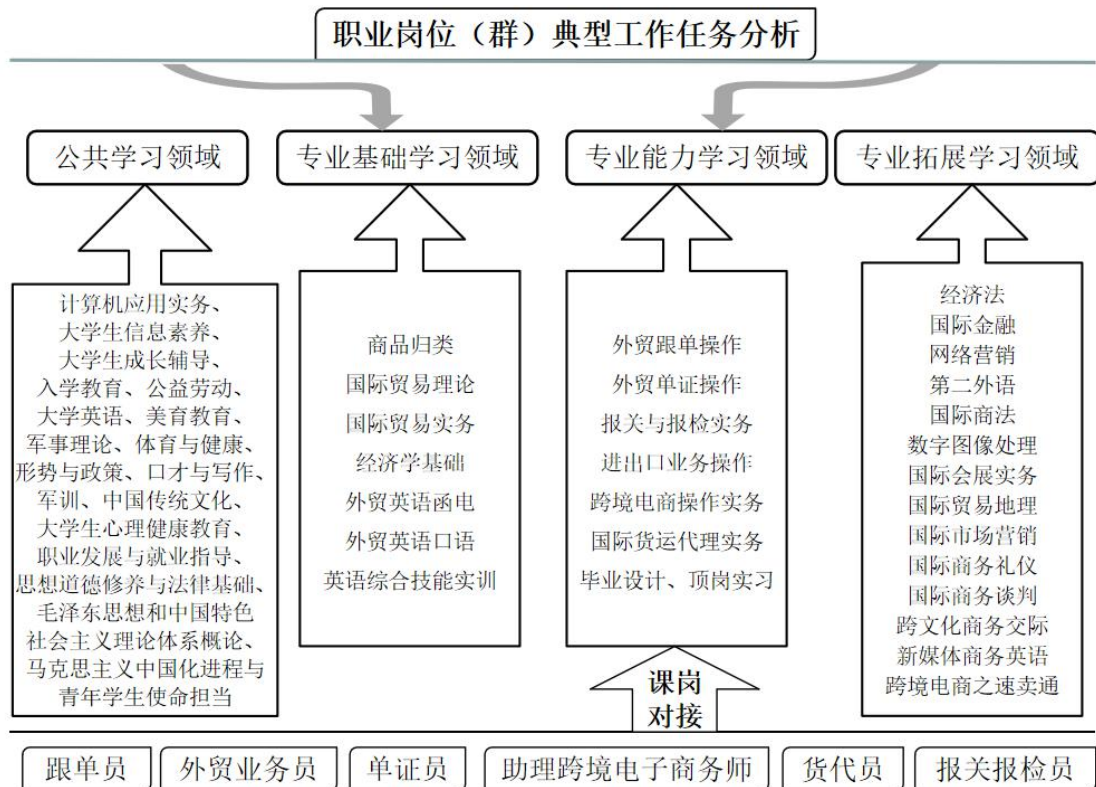 职业岗位（群）典型工作任务分析
公共学习领域
专业基础学习领域
专业能力学习领域
专业拓展学习领域
计算机应用实务、
大学生信息素养、
大学生成长辅导、
入学教育、公益劳动、
大学英语、美育教育、
军事理论、体育与健康、
形势与政策、口才与写作、
军训、中国传统文化、
大学生心理健康教育、
职业发展与就业指导、
思想道德修养与法律基础、
毛泽东思想和中国特色
社会主义理论体系概论、
马克思主义中国化进程与
青年学生使命担当
商品归类
国际贸易理论
国际贸易实务
经济学基础
外贸英语函电
外贸英语口语
英语综合技能实训
外贸跟单操作
外贸单证操作
报关与报检实务
进出口业务操作
跨境电商操作实务
国际货运代理实务
毕业设计、顶岗实习
经济法
国际金融
网络营销
第二外语
国际商法
数字图像处理
国际会展实务
国际贸易地理
国际市场营销
国际商务礼仪
国际商务谈判
跨文化商务交际
新媒体商务英语
跨境电商之速卖通
课岗
对接
跟单员
外贸业务员
单证员
助理跨境电子商务师
货代员
报关报检员